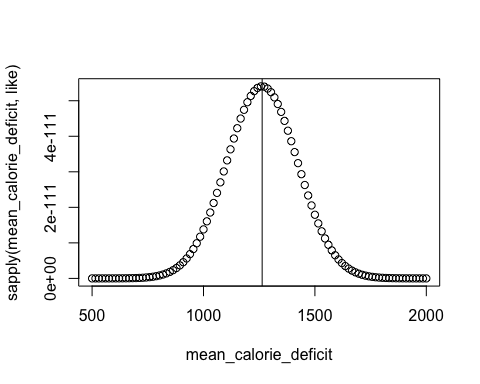 sapply(mean_calorie_deficit, like)
4e-111
2e-111
0e+00
500 1000 1500 2000
mean_calorie_deficit